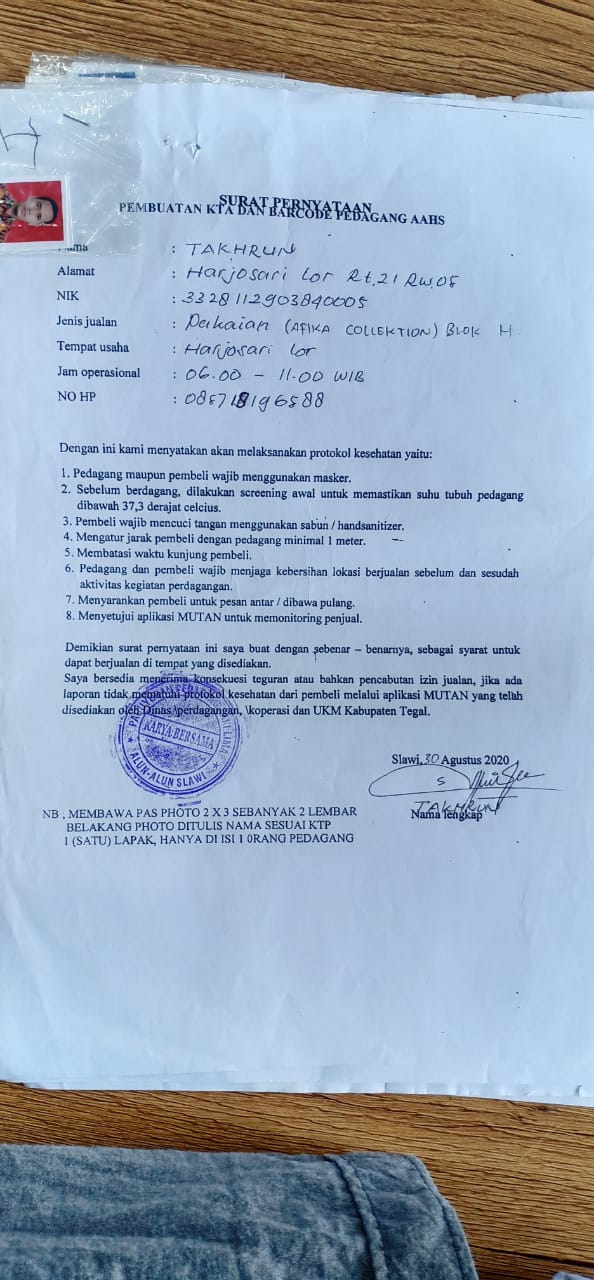 H -
SURAT PERNYATAAN
PEMBUATAN KTA DAN BARCODE PEDAGANG AAHS
ama : TAKHRUN
Alamat : Harjosari Lor Rt.21 Rw.08
NIK : 3328112903840005
Jenis jualan : Pakaian (AFIKA COLLEKTION) BLOK H
Tempat usaha : Harjosari lor
Jam operasional : 06.00 - 11.00 WIB
NO HP : 085718196588
Dengan ini kami menyatakan akan melaksanakan protokol kesehatan yaitu:
1. Pedagang maupun pembeli wajib menggunakan masker.
2. Sebelum berdagang, dilakukan screening awal untuk memastikan suhu tubuh pedagang
dibawah 37,3 derajat celcius.
3. Pembeli wajib mencuci tangan menggunakan sabun / handsanitizer.
4. Mengatur jarak pembeli dengan pedagang minimal 1 meter.
5. Membatasi waktu kunjung pembeli.
6. Pedagang dan pembeli wajib menjaga kebersihan lokasi berjualan sebelum dan sesudah
aktivitas kegiatan perdagangan.
7. Menyarankan pembeli untuk pesan antar / dibawa pulang.
8. Menyetujui aplikasi MUTAN untuk memonitoring penjual.
Demikian surat pernyataan ini saya buat dengan sebenar – benarnya, sebagai syarat untuk
dapat berjualan di tempat yang disediakan.
Saya bersedia menerima konsekuesi teguran atau bahkan pencabutan izin jualan, jika ada
laporan tidak mematuhi protokol kesehatan dari pembeli melalui aplikasi MUTAN yang telah
disediakan oleh Dinas \perdagangan, \koperasi dan UKM Kabupaten Tegal.
KARYA BERSAMA
ALUN-ALUN SLAWI
Slawi, 30 Agustus 2020
TAKHRUN
Nama lengkap
NB , MEMBAWA PAS PHOTO 2 X 3 SEBANYAK 2 LEMBAR
BELAKANG PHOTO DITULIS NAMA SESUAI KTP
1 (SATU) LAPAK, HANYA DI ISI 1 0RANG PEDAGANG